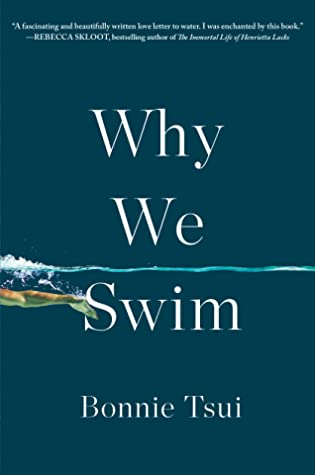 “A fascinating and beautifully written love letter to water. I was enchanted by this book.”
—REBECCA SKLOOT, bestselling author of The Immortal Life of Henrietta Lacks
Why
We
Swim
Bonnie Tsui